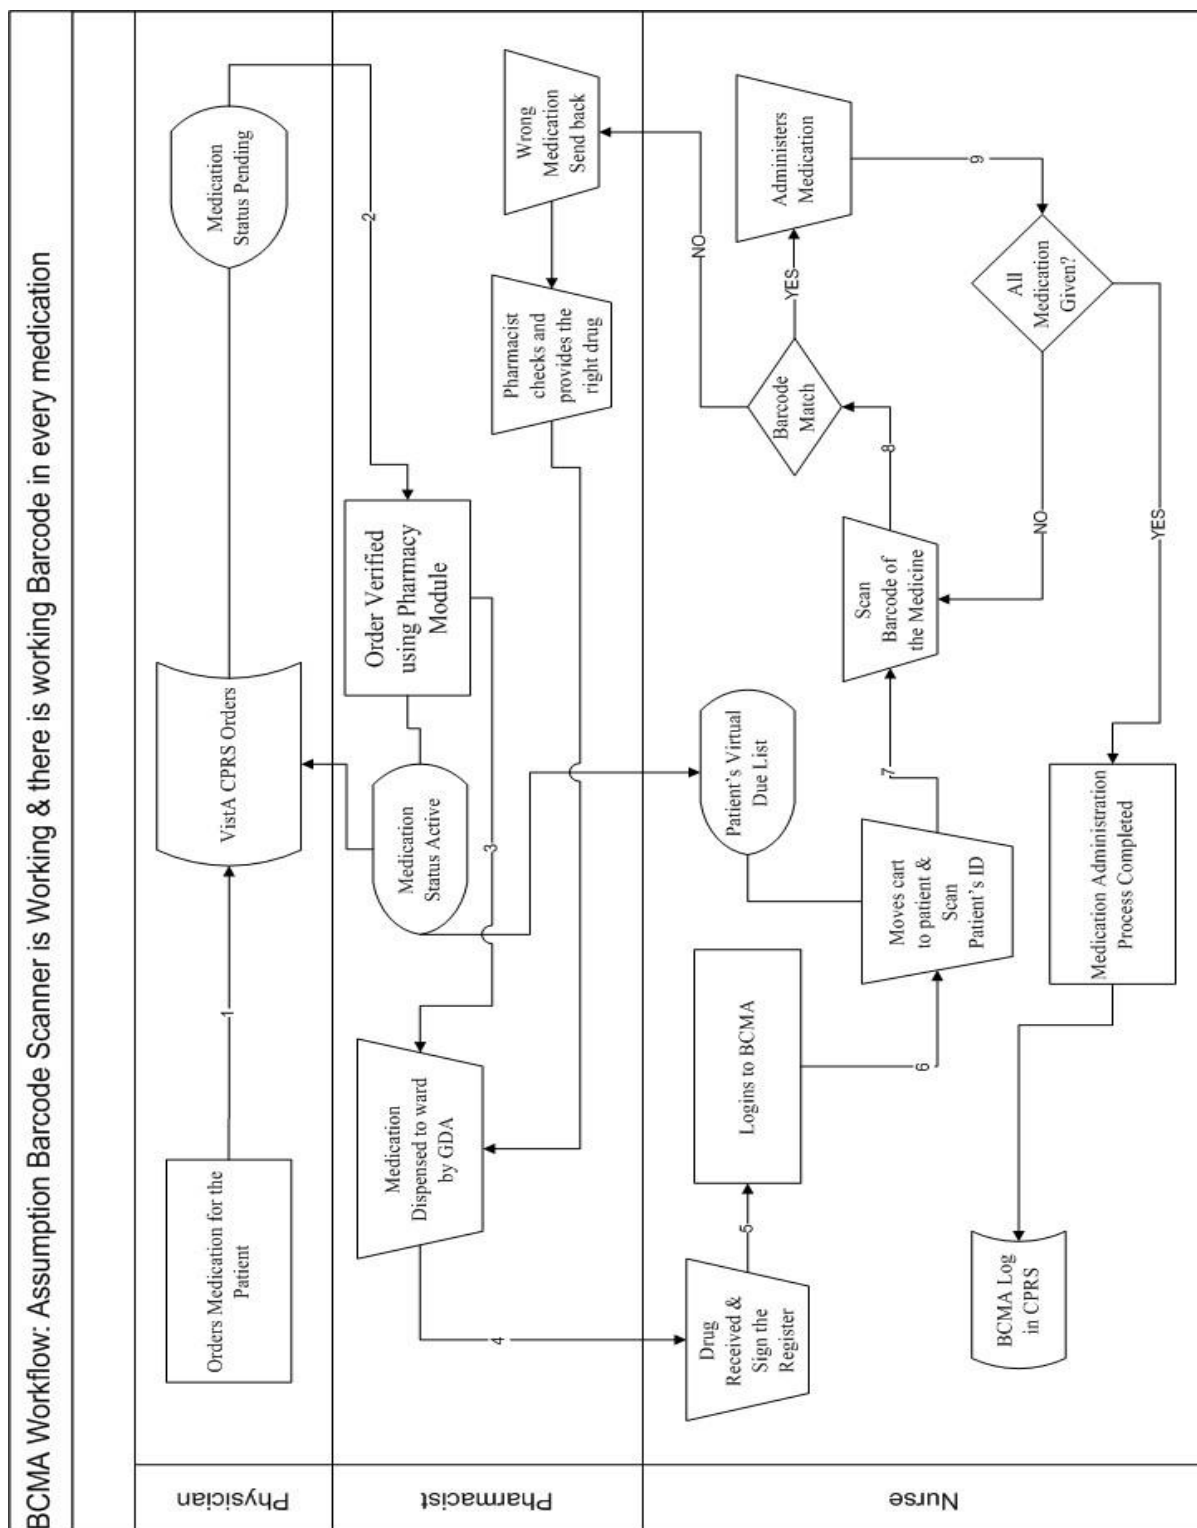 BCMA Workflow: Assumption Barcode Scanner is Working & there is working Barcode in every medication
Physician
Orders Medication for the
Patient
1
VistA CPRS Orders
Medication
Status Pending
2
Pharmacist
Medication
Dispensed to ward
by GDA
Medication
Status Active
3
Order Verified
using Pharmacy
Module
Pharmacist
checks and
provides the
right drug
Wrong
Medication
Send back
4
Nurse
Drug
Received &
Sign the
Register
5
Logins to BCMA
6
Patient's Virtual
Due List
Moves cart
to patient &
Scan
Patient's ID
7
Scan
Barcode of
the Medicine
8
Barcode
Match
NO
YES
Administers
Medication
9
All
Medication
Given?
NO
YES
Medication Administration
Process Completed
BCMA Log
in CPRS